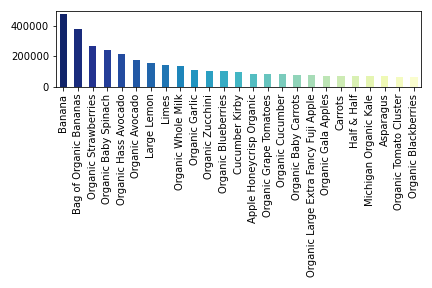 400000
200000
0
Banana
Bag of Organic Bananas
Organic Strawberries
Organic Baby Spinach
Organic Hass Avocado
Organic Avocado
Large Lemon
Limes
Organic Whole Milk
Organic Garlic
Organic Zucchini
Organic Blueberries
Cucumber Kirby
Apple Honeycrisp Organic
Organic Grape Tomatoes
Organic Cucumber
Organic Baby Carrots
Organic Large Extra Fancy Fuji Apple
Organic Gala Apples
Carrots
Half & Half
Michigan Organic Kale
Asparagus
Organic Tomato Cluster
Organic Blackberries